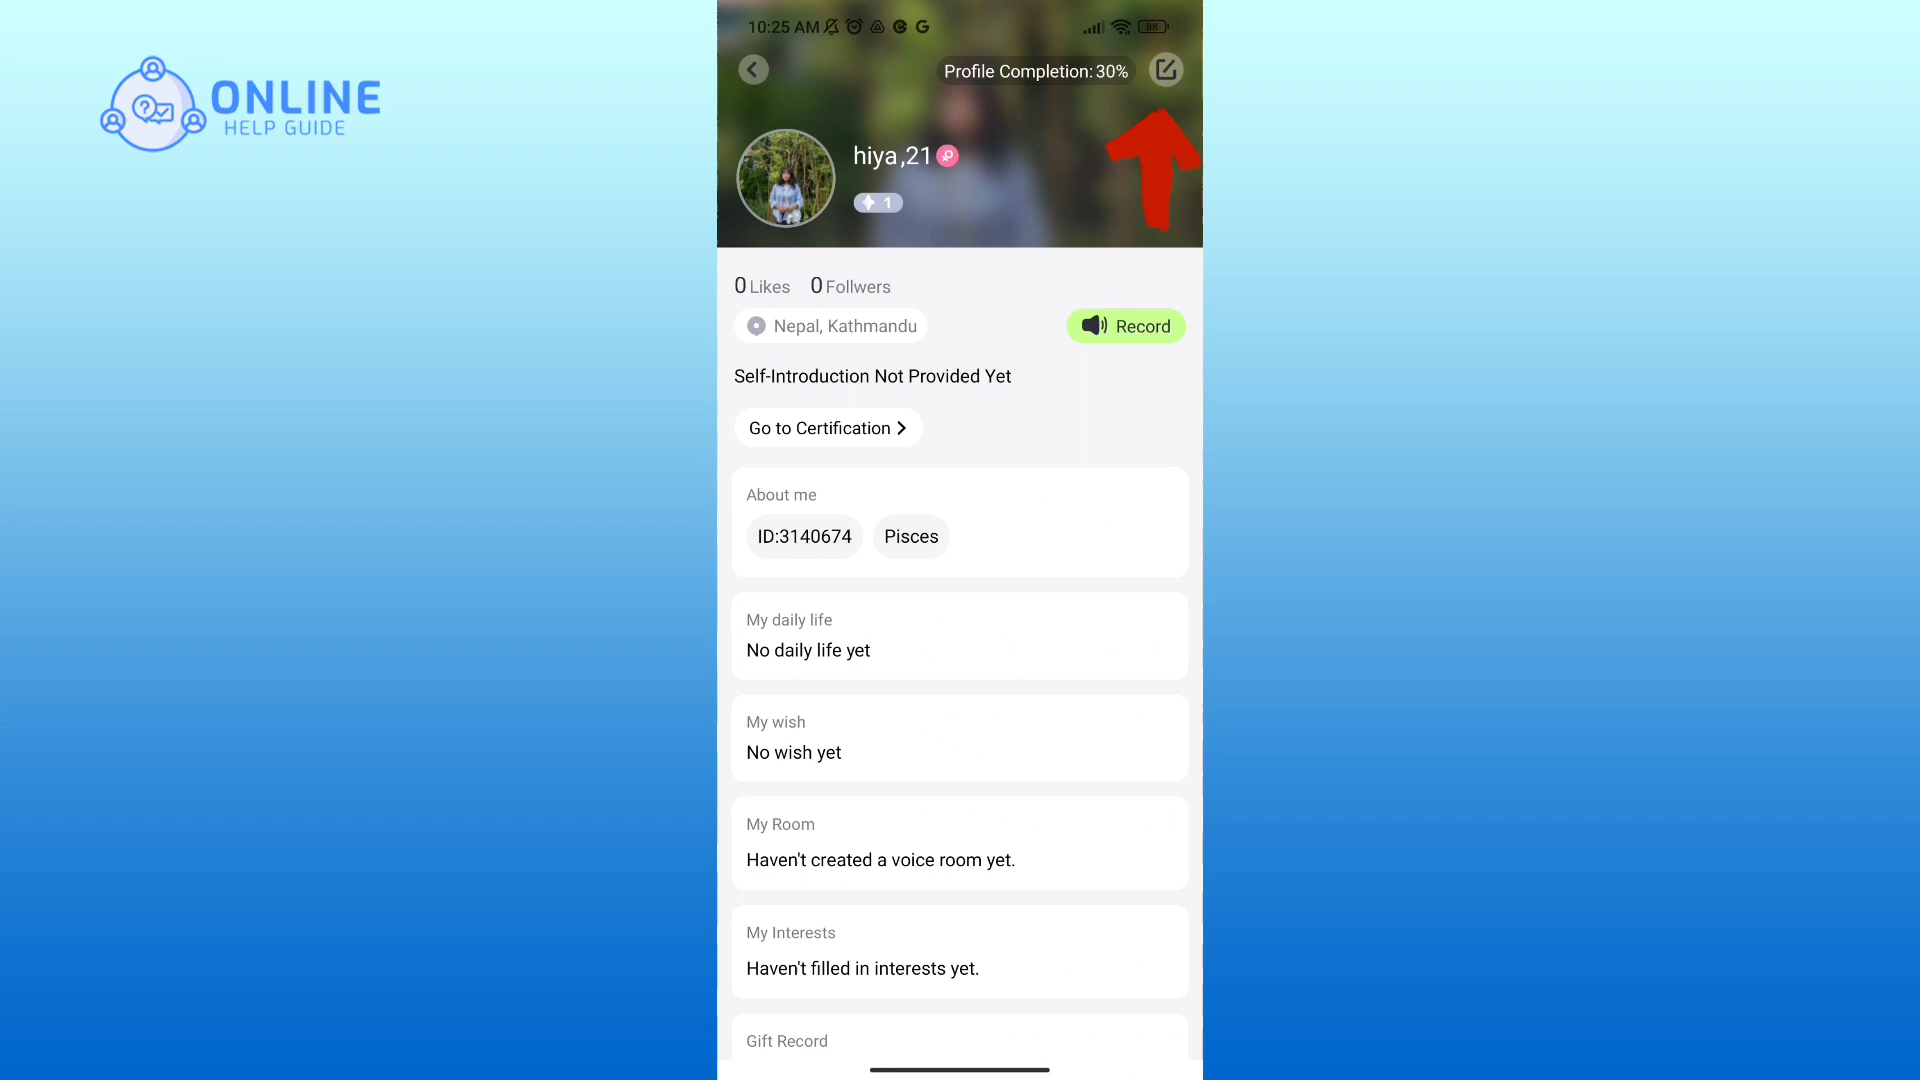 10:25 AM
88
ONLINE
HELP GUIDE
Profile Completion: 30%
hiya,21
1
0 Likes 0 Follwers
Nepal, Kathmandu
Record
Self-Introduction Not Provided Yet
Go to Certification
About me
ID:3140674 Pisces
My daily life
No daily life yet
My wish
No wish yet
My Room
Haven't created a voice room yet.
My Interests
Haven't filled in interests yet.
Gift Record